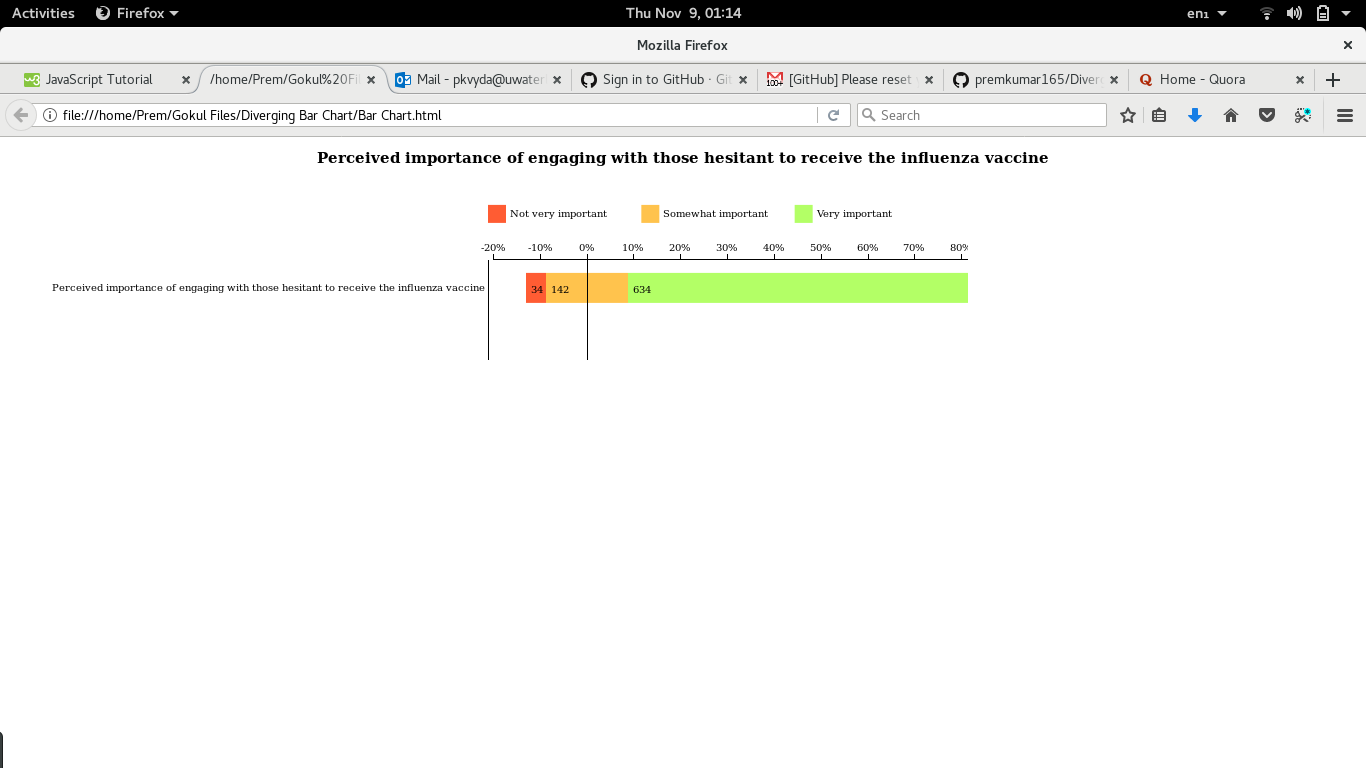 Activities Firefox Thu Nov 9, 01:14 en₁
Mozilla Firefox
JavaScript Tutorial /home/Prem/Gokul%20Fil Mail - pkvyda@uwater Sign in to GitHub · Git [GitHub] Please reset premkumar165/Diverg Home - Quora
file:///home/Prem/Gokul Files/Diverging Bar Chart/Bar Chart.html Search
Perceived importance of engaging with those hesitant to receive the influenza vaccine
Not very important Somewhat important Very important
-20% -10% 0% 10% 20% 30% 40% 50% 60% 70% 80%
Perceived importance of engaging with those hesitant to receive the influenza vaccine 34 142 634